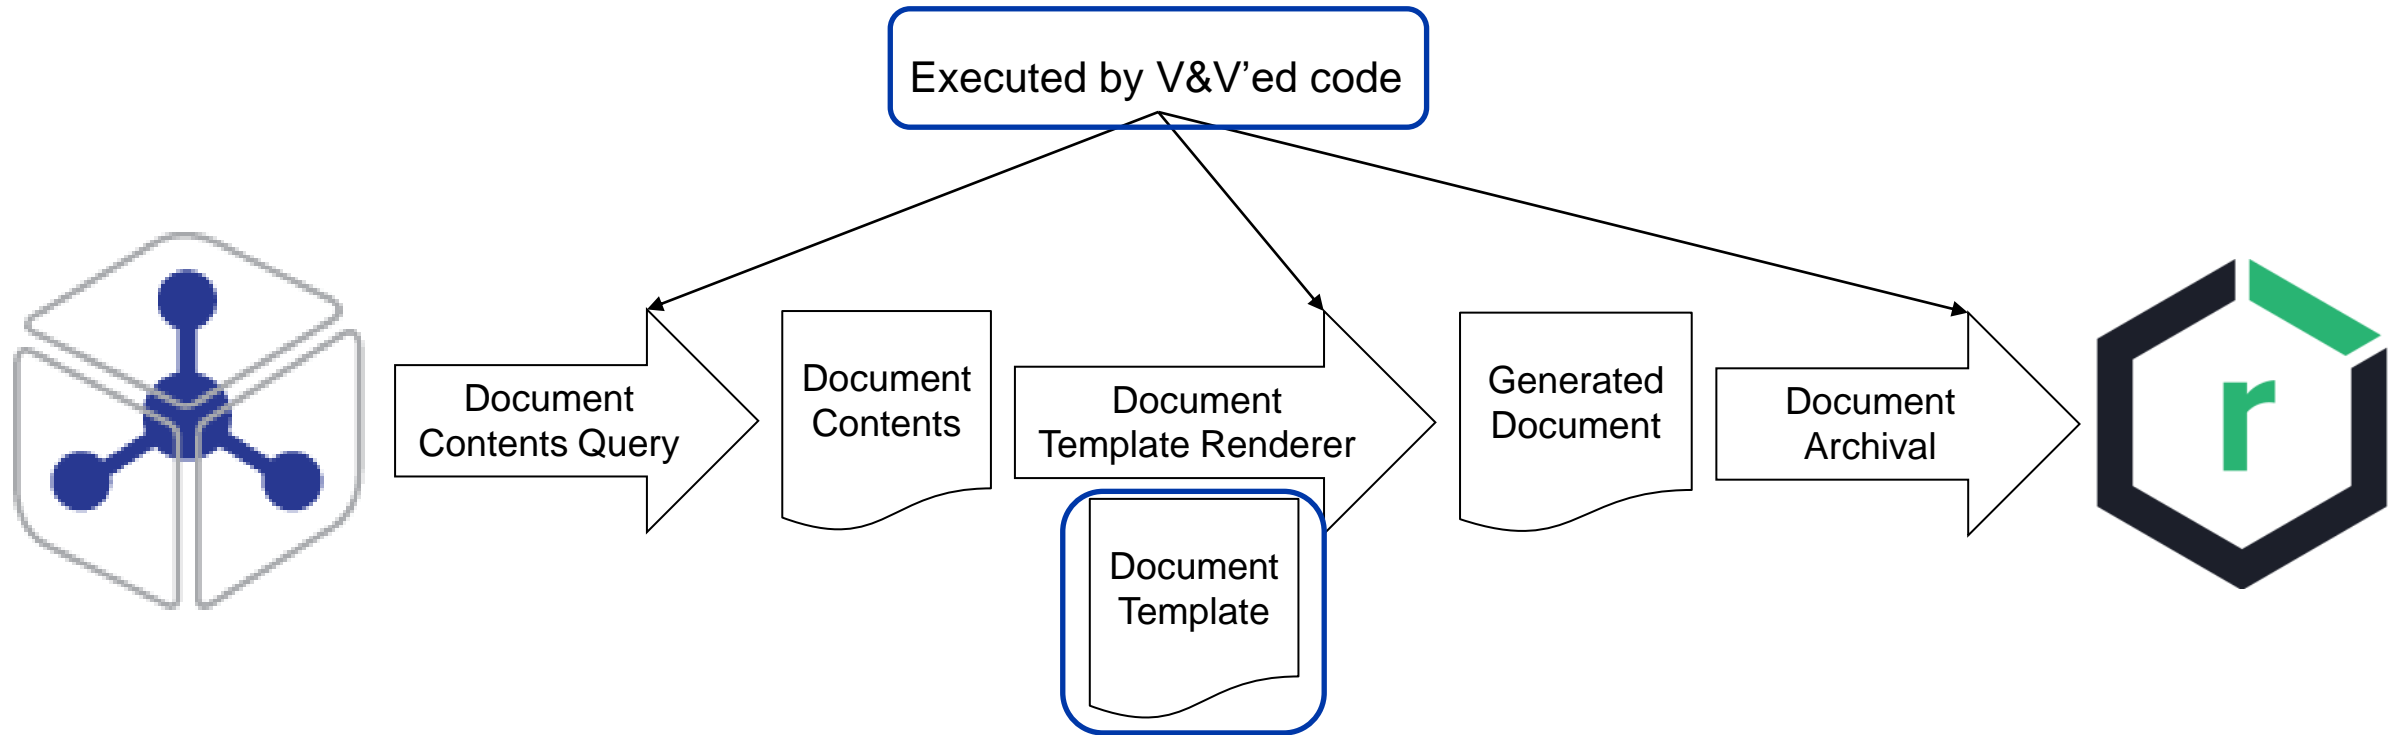 Executed by V&V’ed code
Document
Contents Query
Document
Contents
Document
Template Renderer
Generated
Document
Document
Archival
r
Document
Template